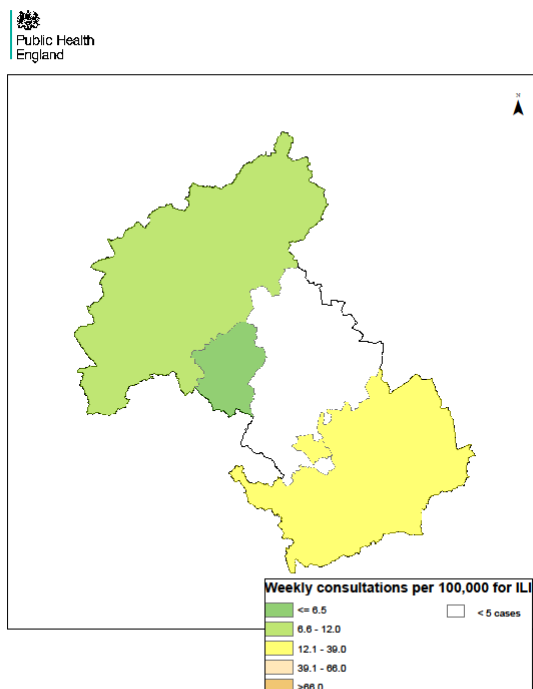 Public Health
England
N
Weekly consultations per 100,000 for ILI
<= 6.5
< 5 cases
6.6 - 12.0
12.1 - 39.0
39.1 - 66.0
>66.0